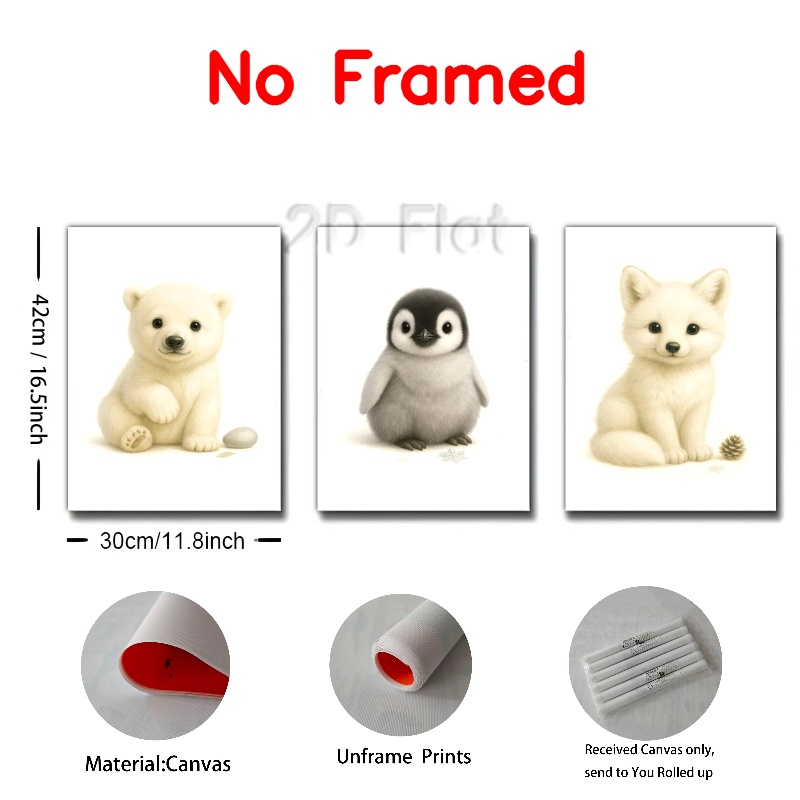 No Framed
2D Flat
42cm / 16.5inch
30cm/11.8inch
Material:Canvas
Unframe Prints
Received Canvas only,
send to You Rolled up